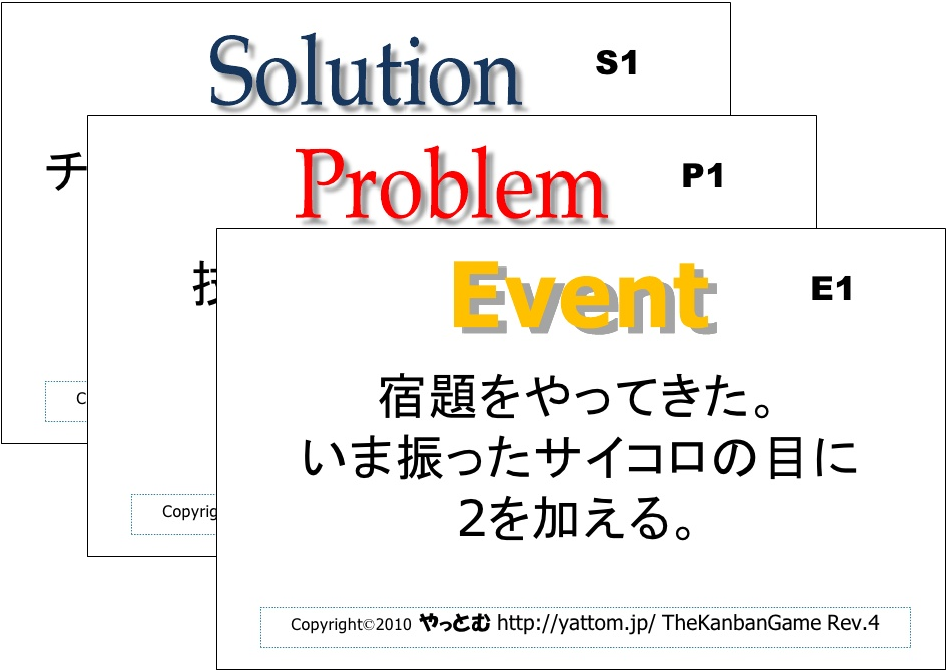 Solution
S1
チ
C
Problem
P1
技
Copyrig
Event
E1
宿題をやってきた。
いま振ったサイコロの目に
2を加える。
Copyright©2010 やっとむ http://yattom.jp/ TheKanbanGame Rev.4